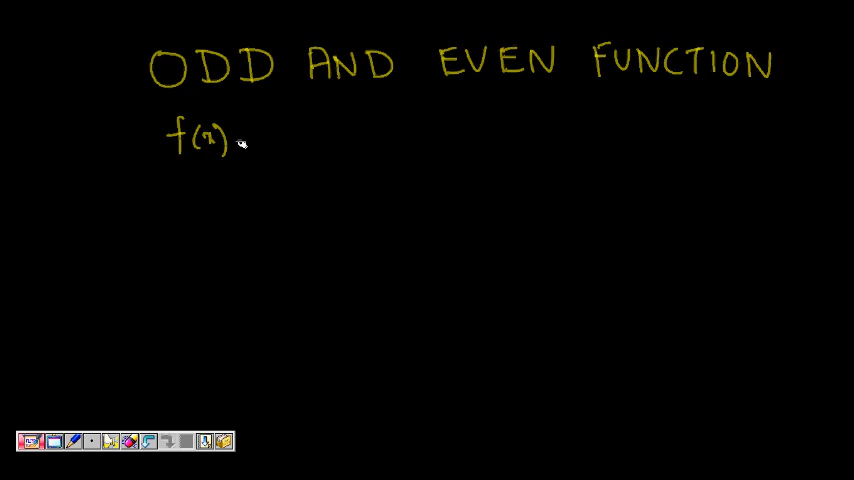 ODD AND EVEN FUNCTION
f(x)